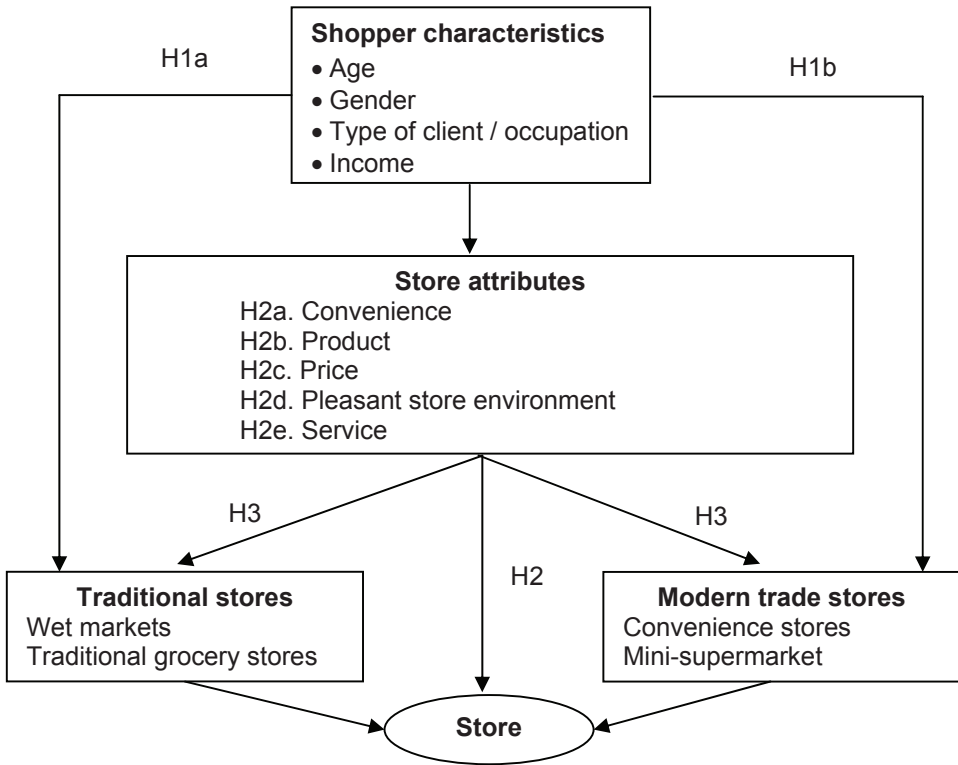 Shopper characteristics
• Age
• Gender
• Type of client / occupation
• Income
H1a
H1b
Store attributes
H2a. Convenience
H2b. Product
H2c. Price
H2d. Pleasant store environment
H2e. Service
H3
H3
H2
Traditional stores
Wet markets
Traditional grocery stores
Modern trade stores
Convenience stores
Mini-supermarket
Store